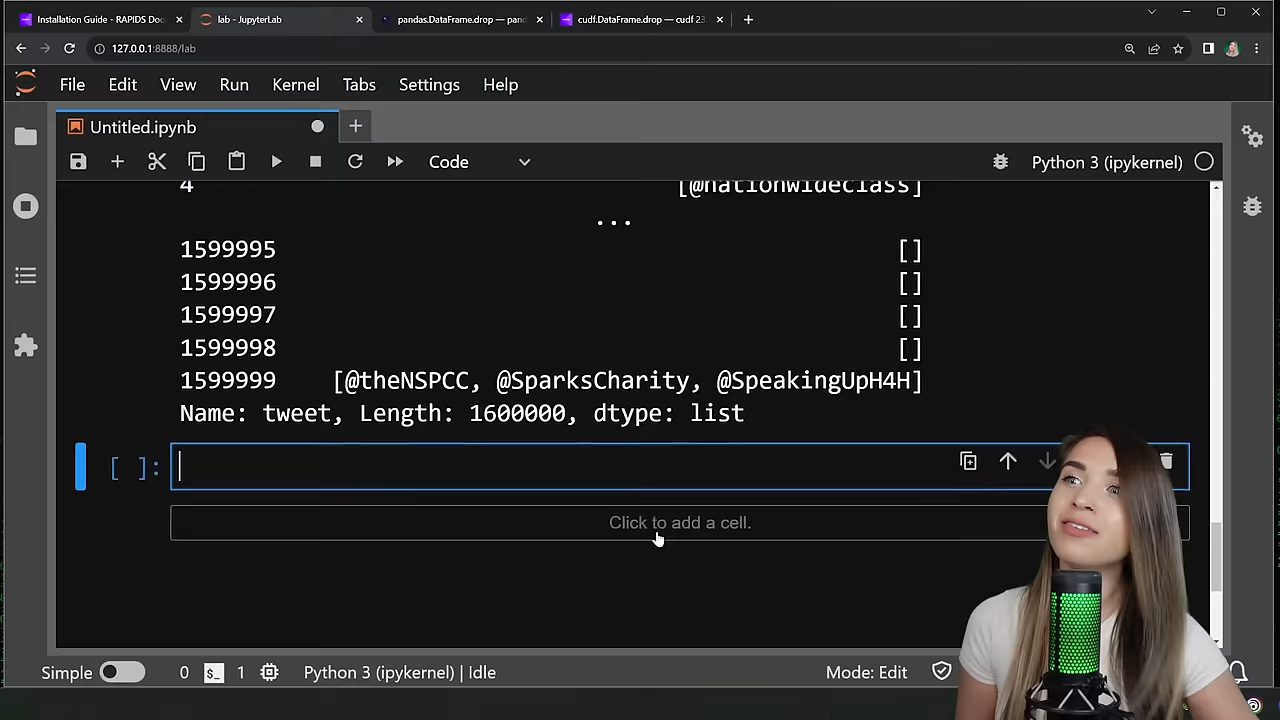 Installation Guide - RAPIDS Doc
lab - JupyterLab
pandas.DataFrame.drop — pan
cudf.DataFrame.drop — cudf 23
127.0.0.1:8888/lab
File Edit View Run Kernel Tabs Settings Help
Untitled.ipynb
Code
Python 3 (ipykernel)
4 [@nationwideclass]
...
1599995 []
1599996 []
1599997 []
1599998 []
1599999 [@theNSPCC, @SparksCharity, @SpeakingUpH4H]
Name: tweet, Length: 1600000, dtype: list
[ ]:
Click to add a cell.
Simple 0 $_ 1 Python 3 (ipykernel) | Idle Mode: Edit